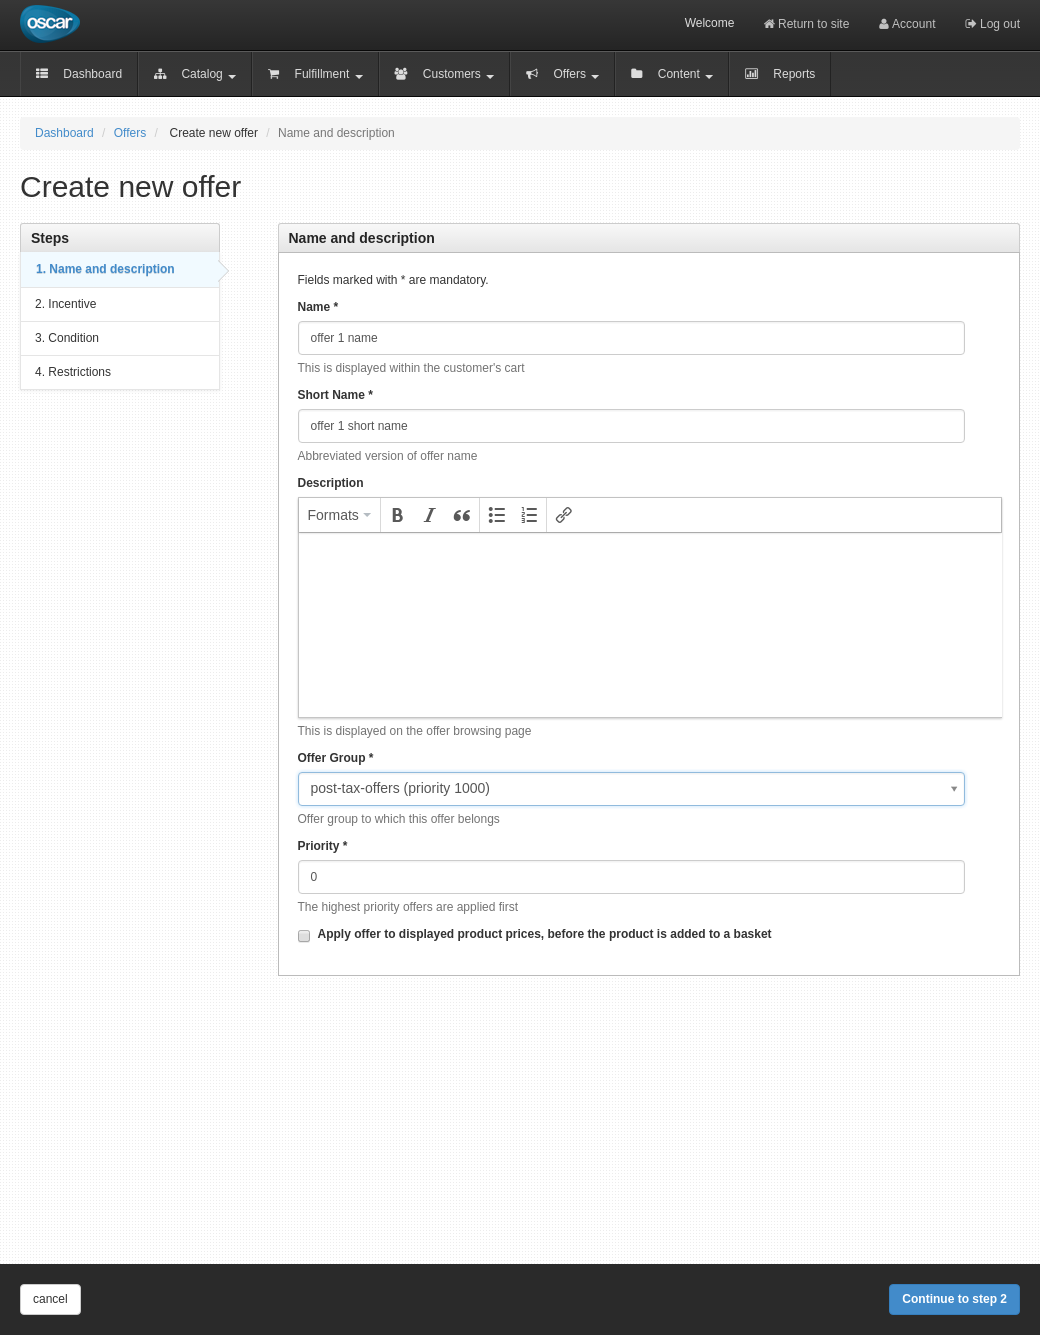 oscar
Welcome Return to site Account Log out
Dashboard Catalog Fulfillment Customers Offers Content Reports
Dashboard / Offers / Create new offer / Name and description
Create new offer
Steps
1. Name and description
2. Incentive
3. Condition
4. Restrictions
Name and description
Fields marked with * are mandatory.
Name *
offer 1 name
This is displayed within the customer's cart
Short Name *
offer 1 short name
Abbreviated version of offer name
Description
Formats
This is displayed on the offer browsing page
Offer Group *
post-tax-offers (priority 1000)
Offer group to which this offer belongs
Priority *
0
The highest priority offers are applied first
Apply offer to displayed product prices, before the product is added to a basket
cancel
Continue to step 2